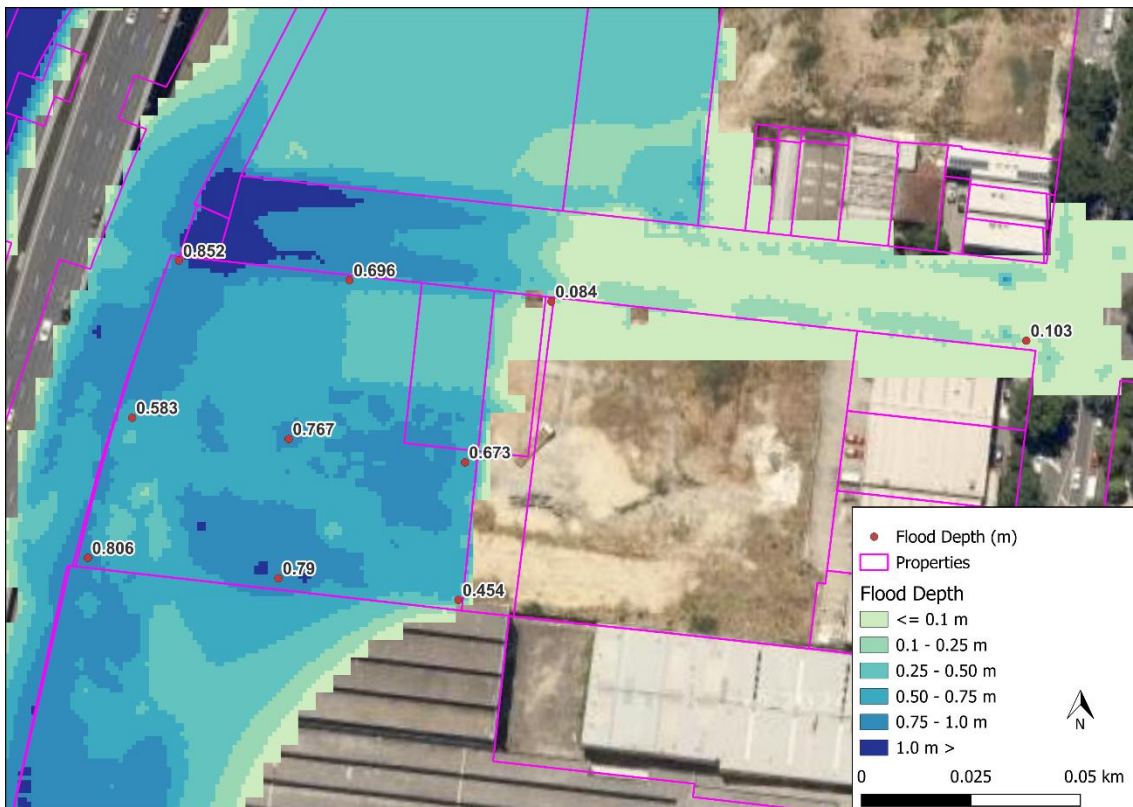 0.852
0.696
0.084
0.103
0.583
0.767
0.673
0.806
0.79
0.454
Flood Depth (m)
Properties
Flood Depth
<= 0.1 m
0.1 - 0.25 m
0.25 - 0.50 m
0.50 - 0.75 m
0.75 - 1.0 m
1.0 m >
N
0 0.025 0.05 km